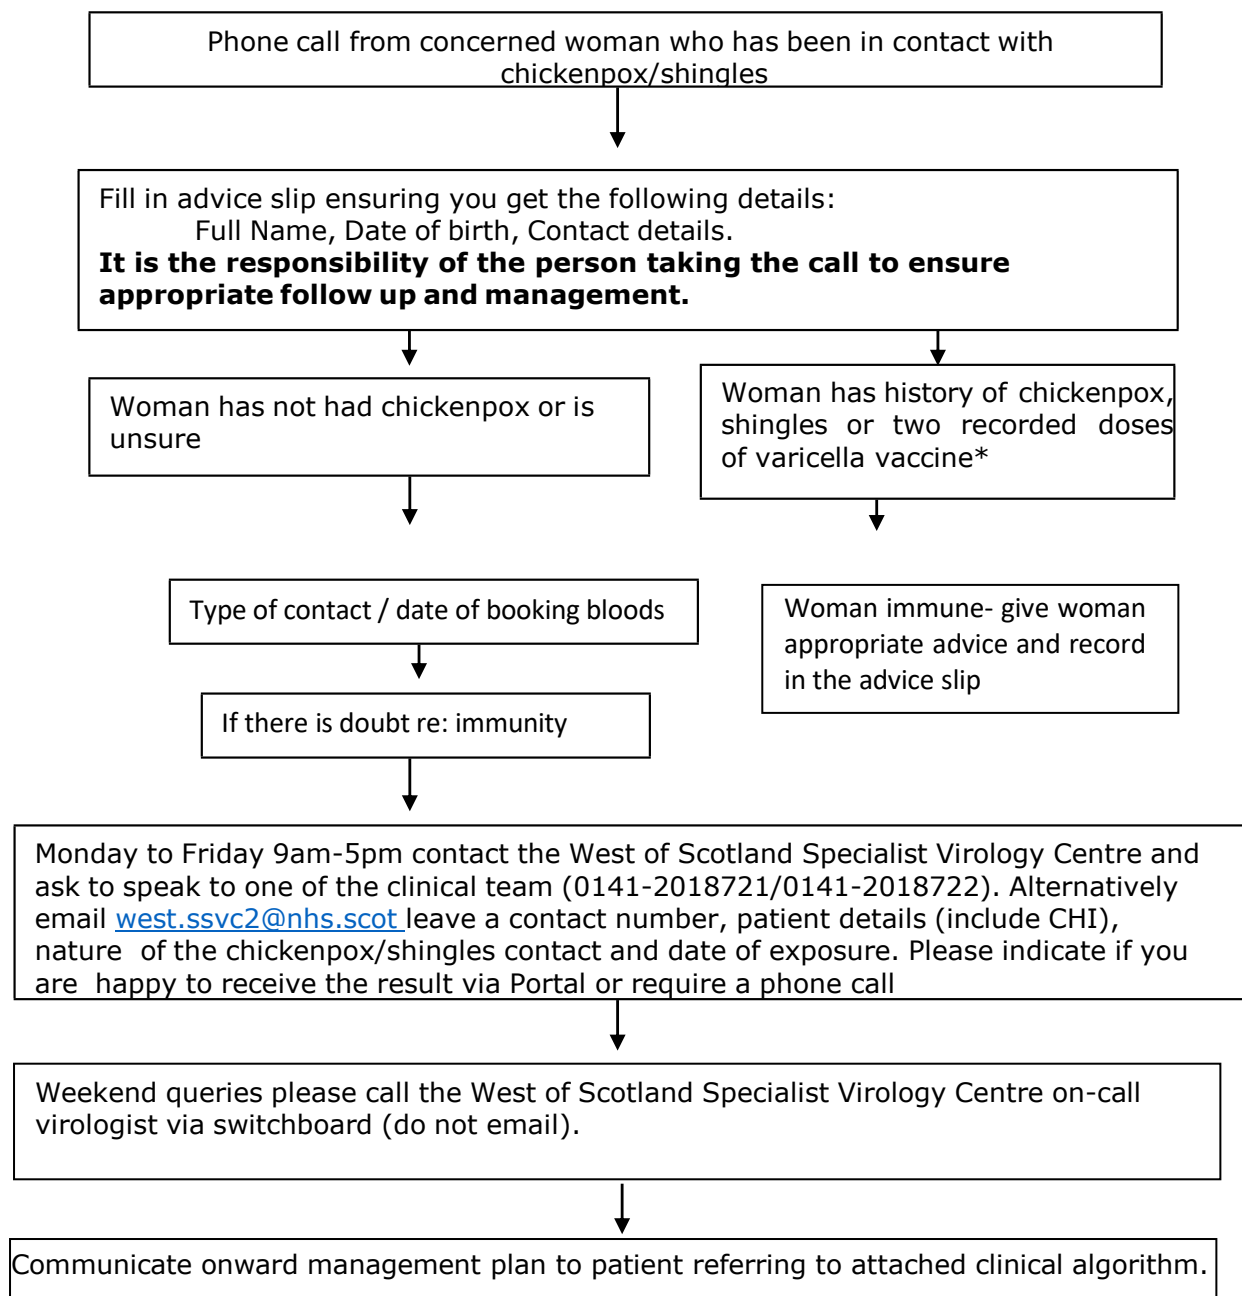 Phone call from concerned woman who has been in contact with
chickenpox/shingles
Fill in advice slip ensuring you get the following details:
Full Name, Date of birth, Contact details.
It is the responsibility of the person taking the call to ensure
appropriate follow up and management.
Woman has not had chickenpox or is
unsure
Woman has history of chickenpox,
shingles or two recorded doses
of varicella vaccine*
Type of contact / date of booking bloods
Woman immune- give woman
appropriate advice and record
in the advice slip
If there is doubt re: immunity
Monday to Friday 9am-5pm contact the West of Scotland Specialist Virology Centre and
ask to speak to one of the clinical team (0141-2018721/0141-2018722). Alternatively
email west.ssvc2@nhs.scot leave a contact number, patient details (include CHI),
nature of the chickenpox/shingles contact and date of exposure. Please indicate if you
are happy to receive the result via Portal or require a phone call
Weekend queries please call the West of Scotland Specialist Virology Centre on-call
virologist via switchboard (do not email).
Communicate onward management plan to patient referring to attached clinical algorithm.